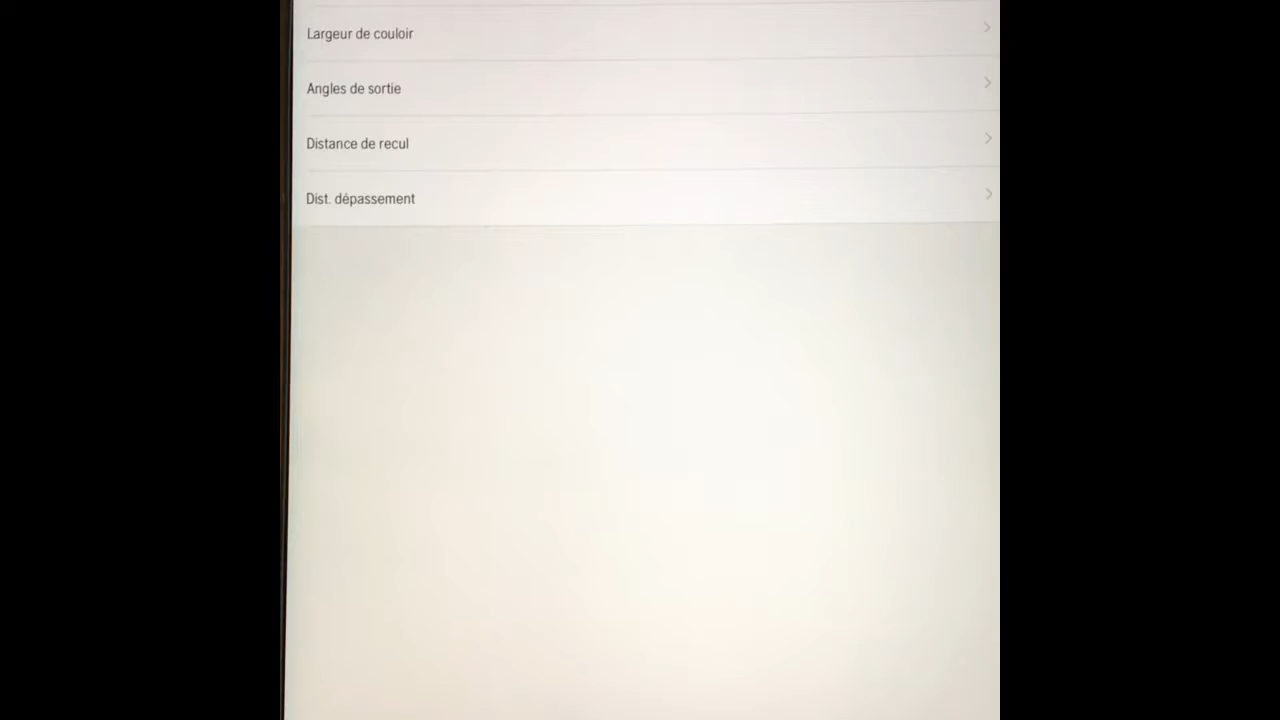 Largeur de couloir
Angles de sortie
Distance de recul
Dist. dépassement